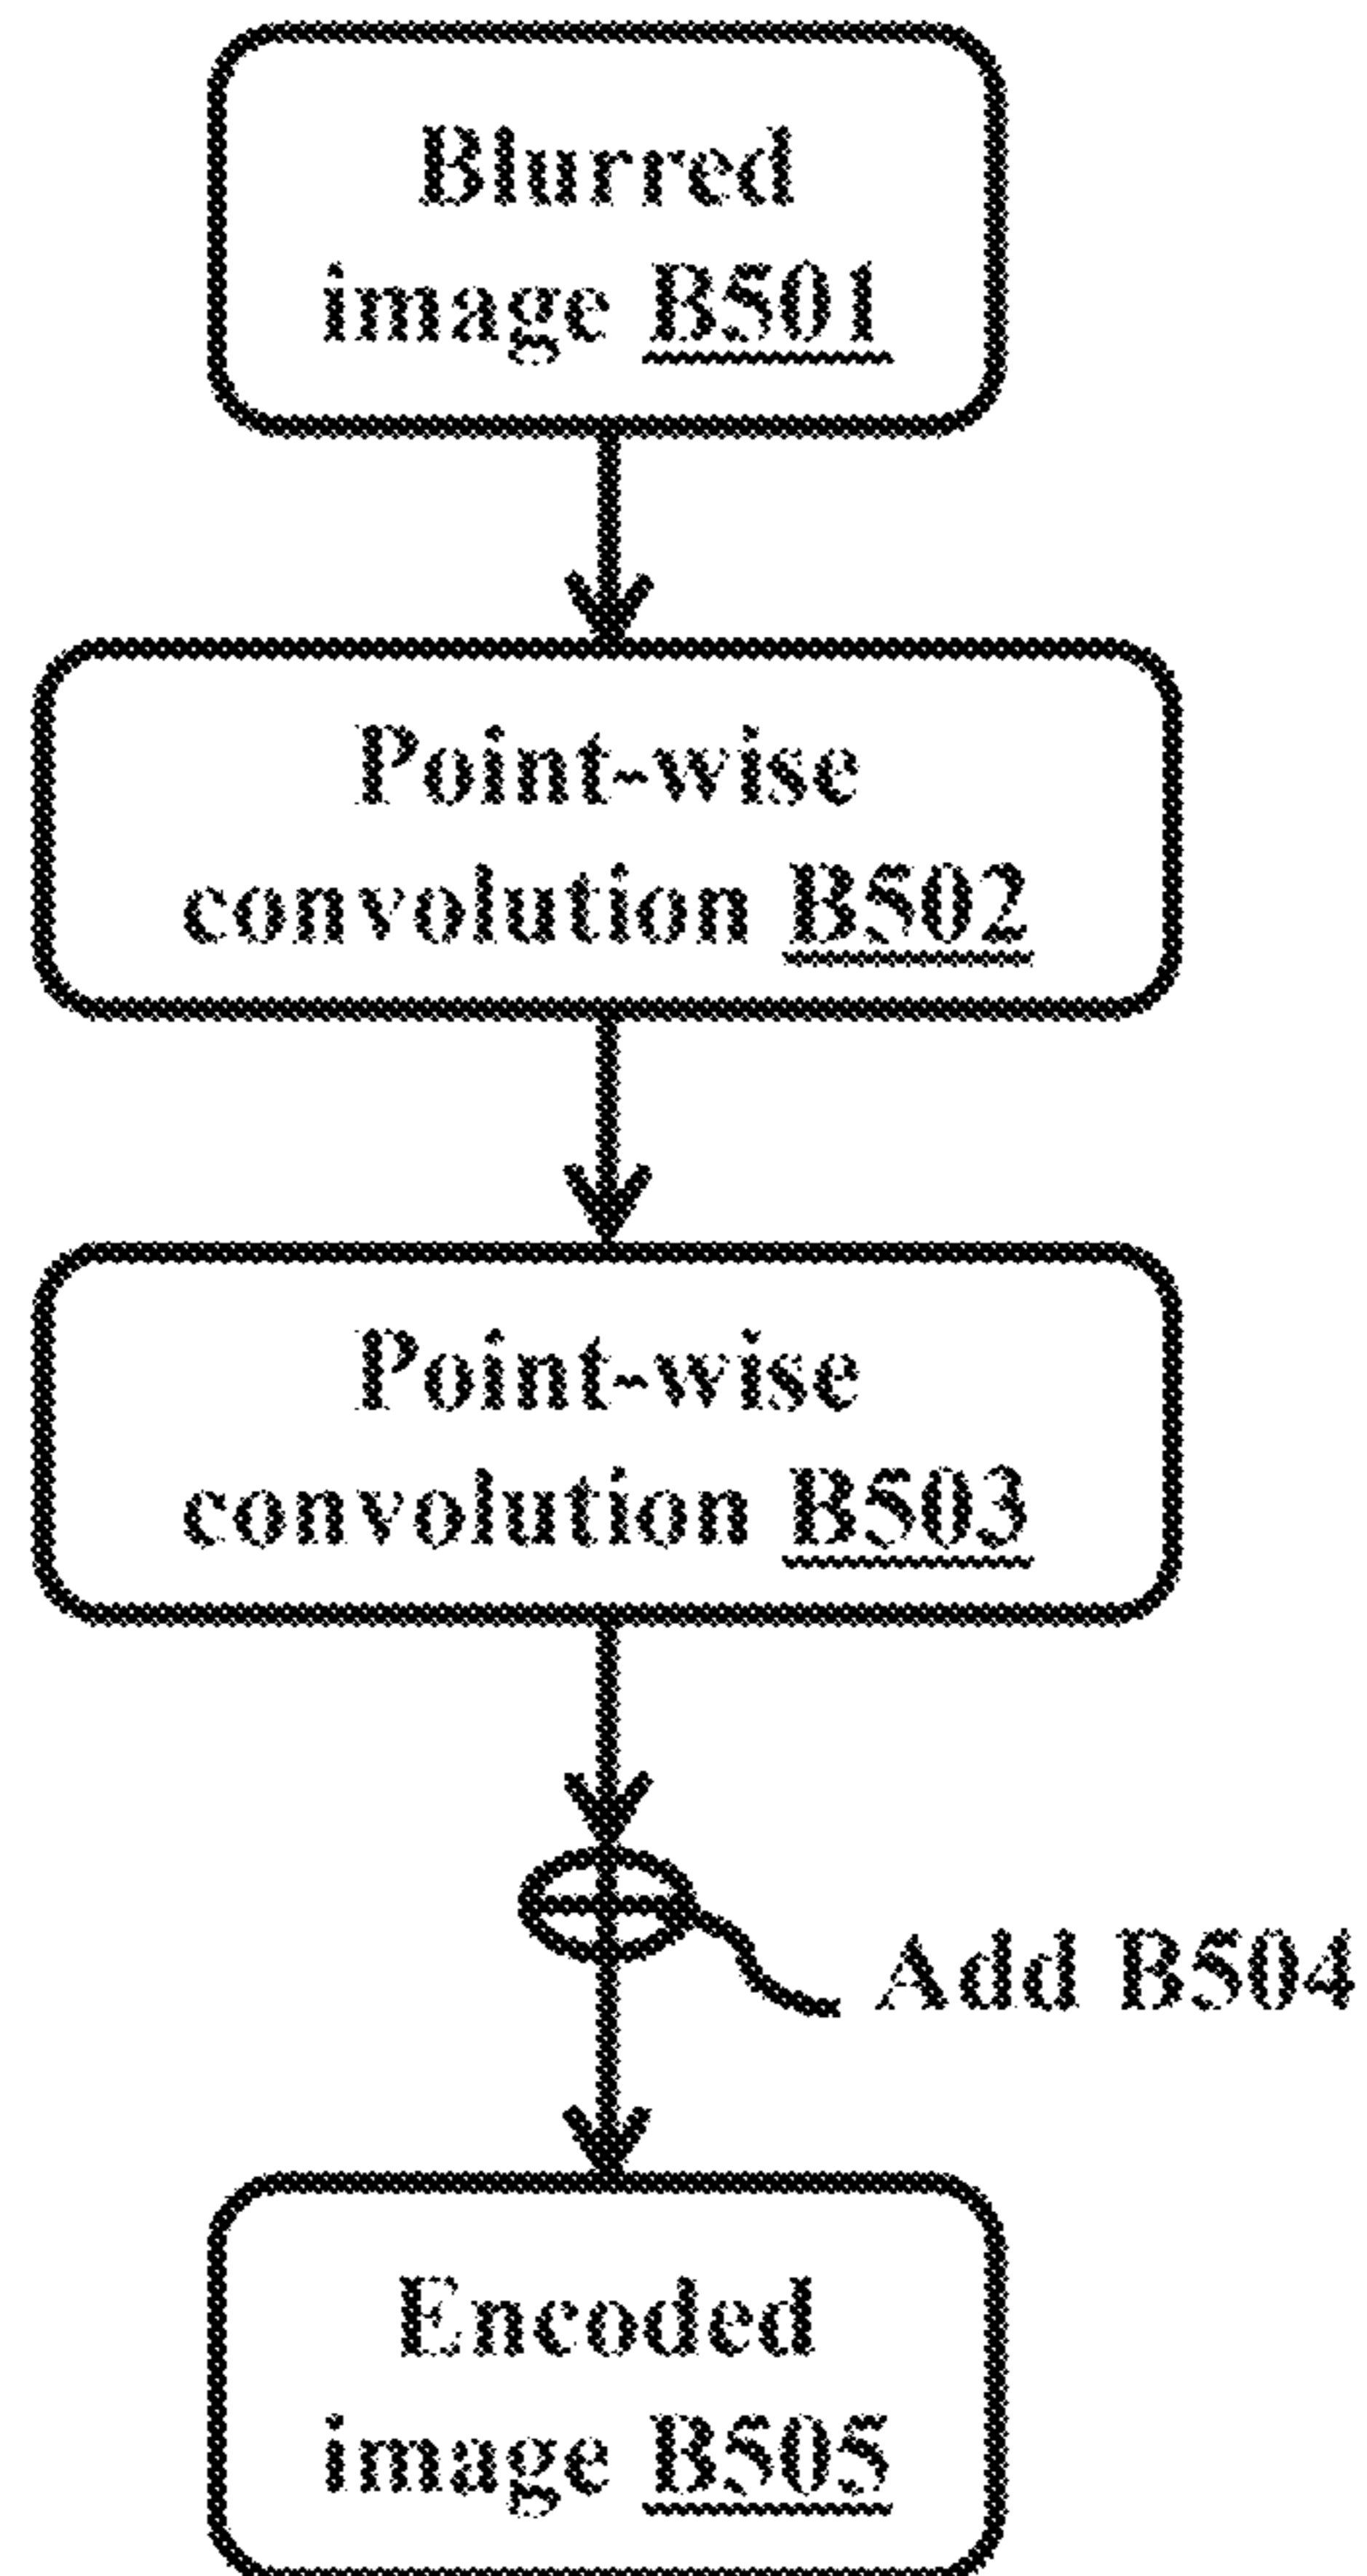 Blurred
image B501
Point-wise
convolution B502
Point-wise
convolution B503
Add B504
Encoded
image B505